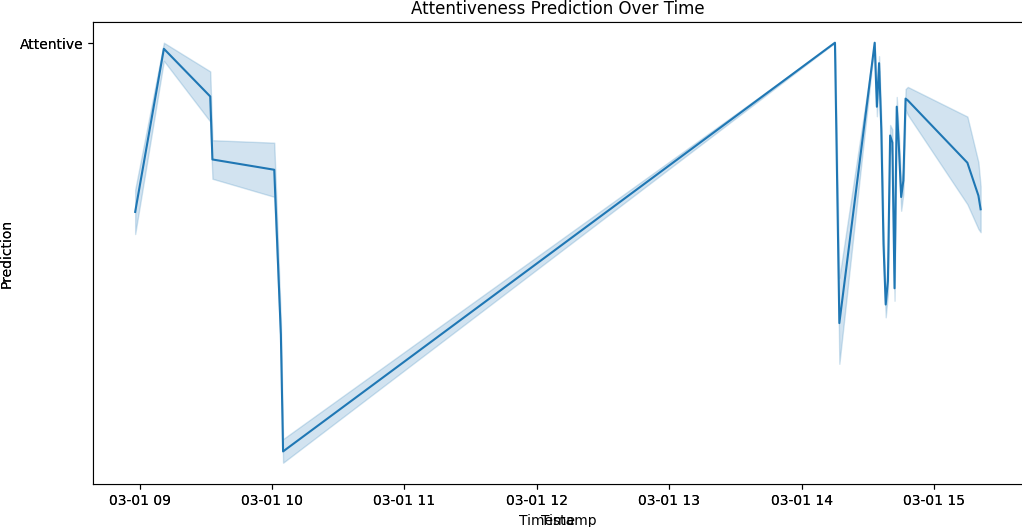 Attentiveness Prediction Over Time
Attentive
Prediction
03-01 09 03-01 10 03-01 11 03-01 12 03-01 13 03-01 14 03-01 15
Timestamp